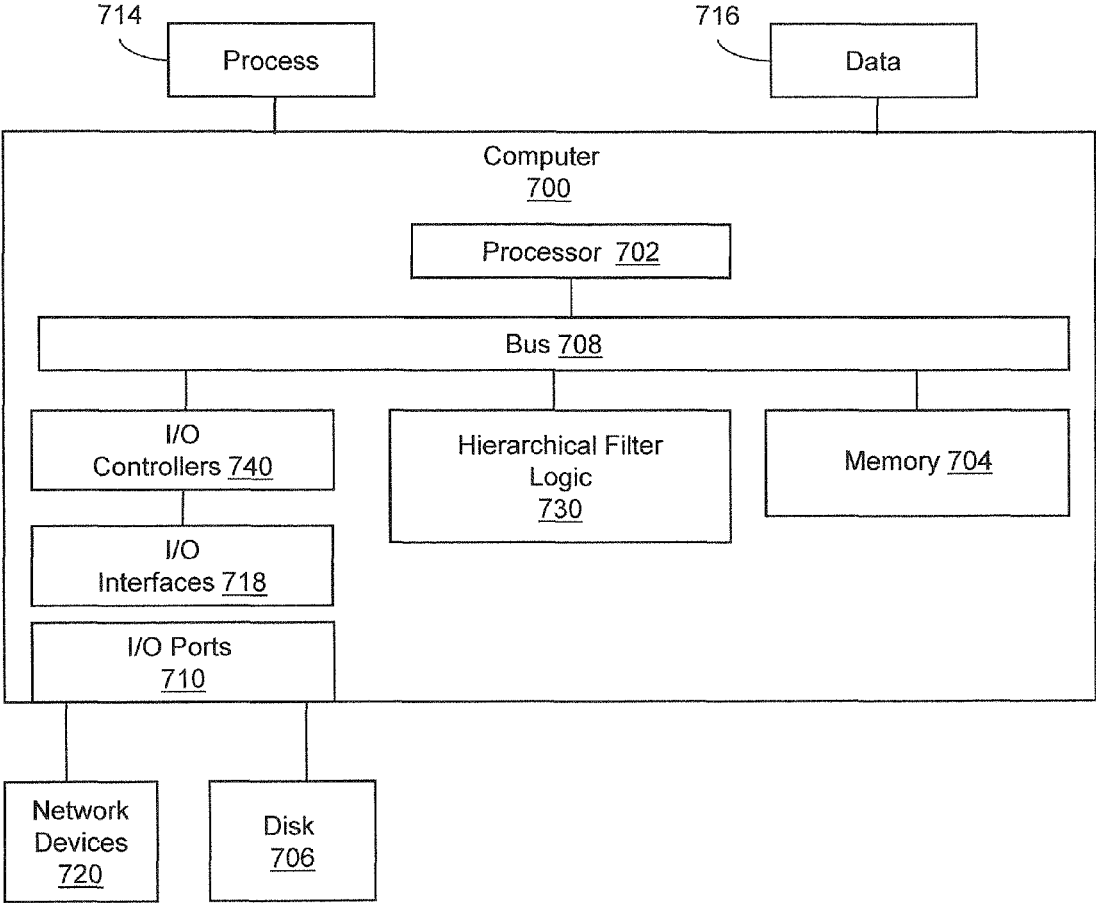 714
Process
716
Data
Computer
700
Processor 702
Bus 708
I/O
Controllers 740
Hierarchical Filter
Logic
730
Memory 704
I/O
Interfaces 718
I/O Ports
710
Network
Devices
720
Disk
706